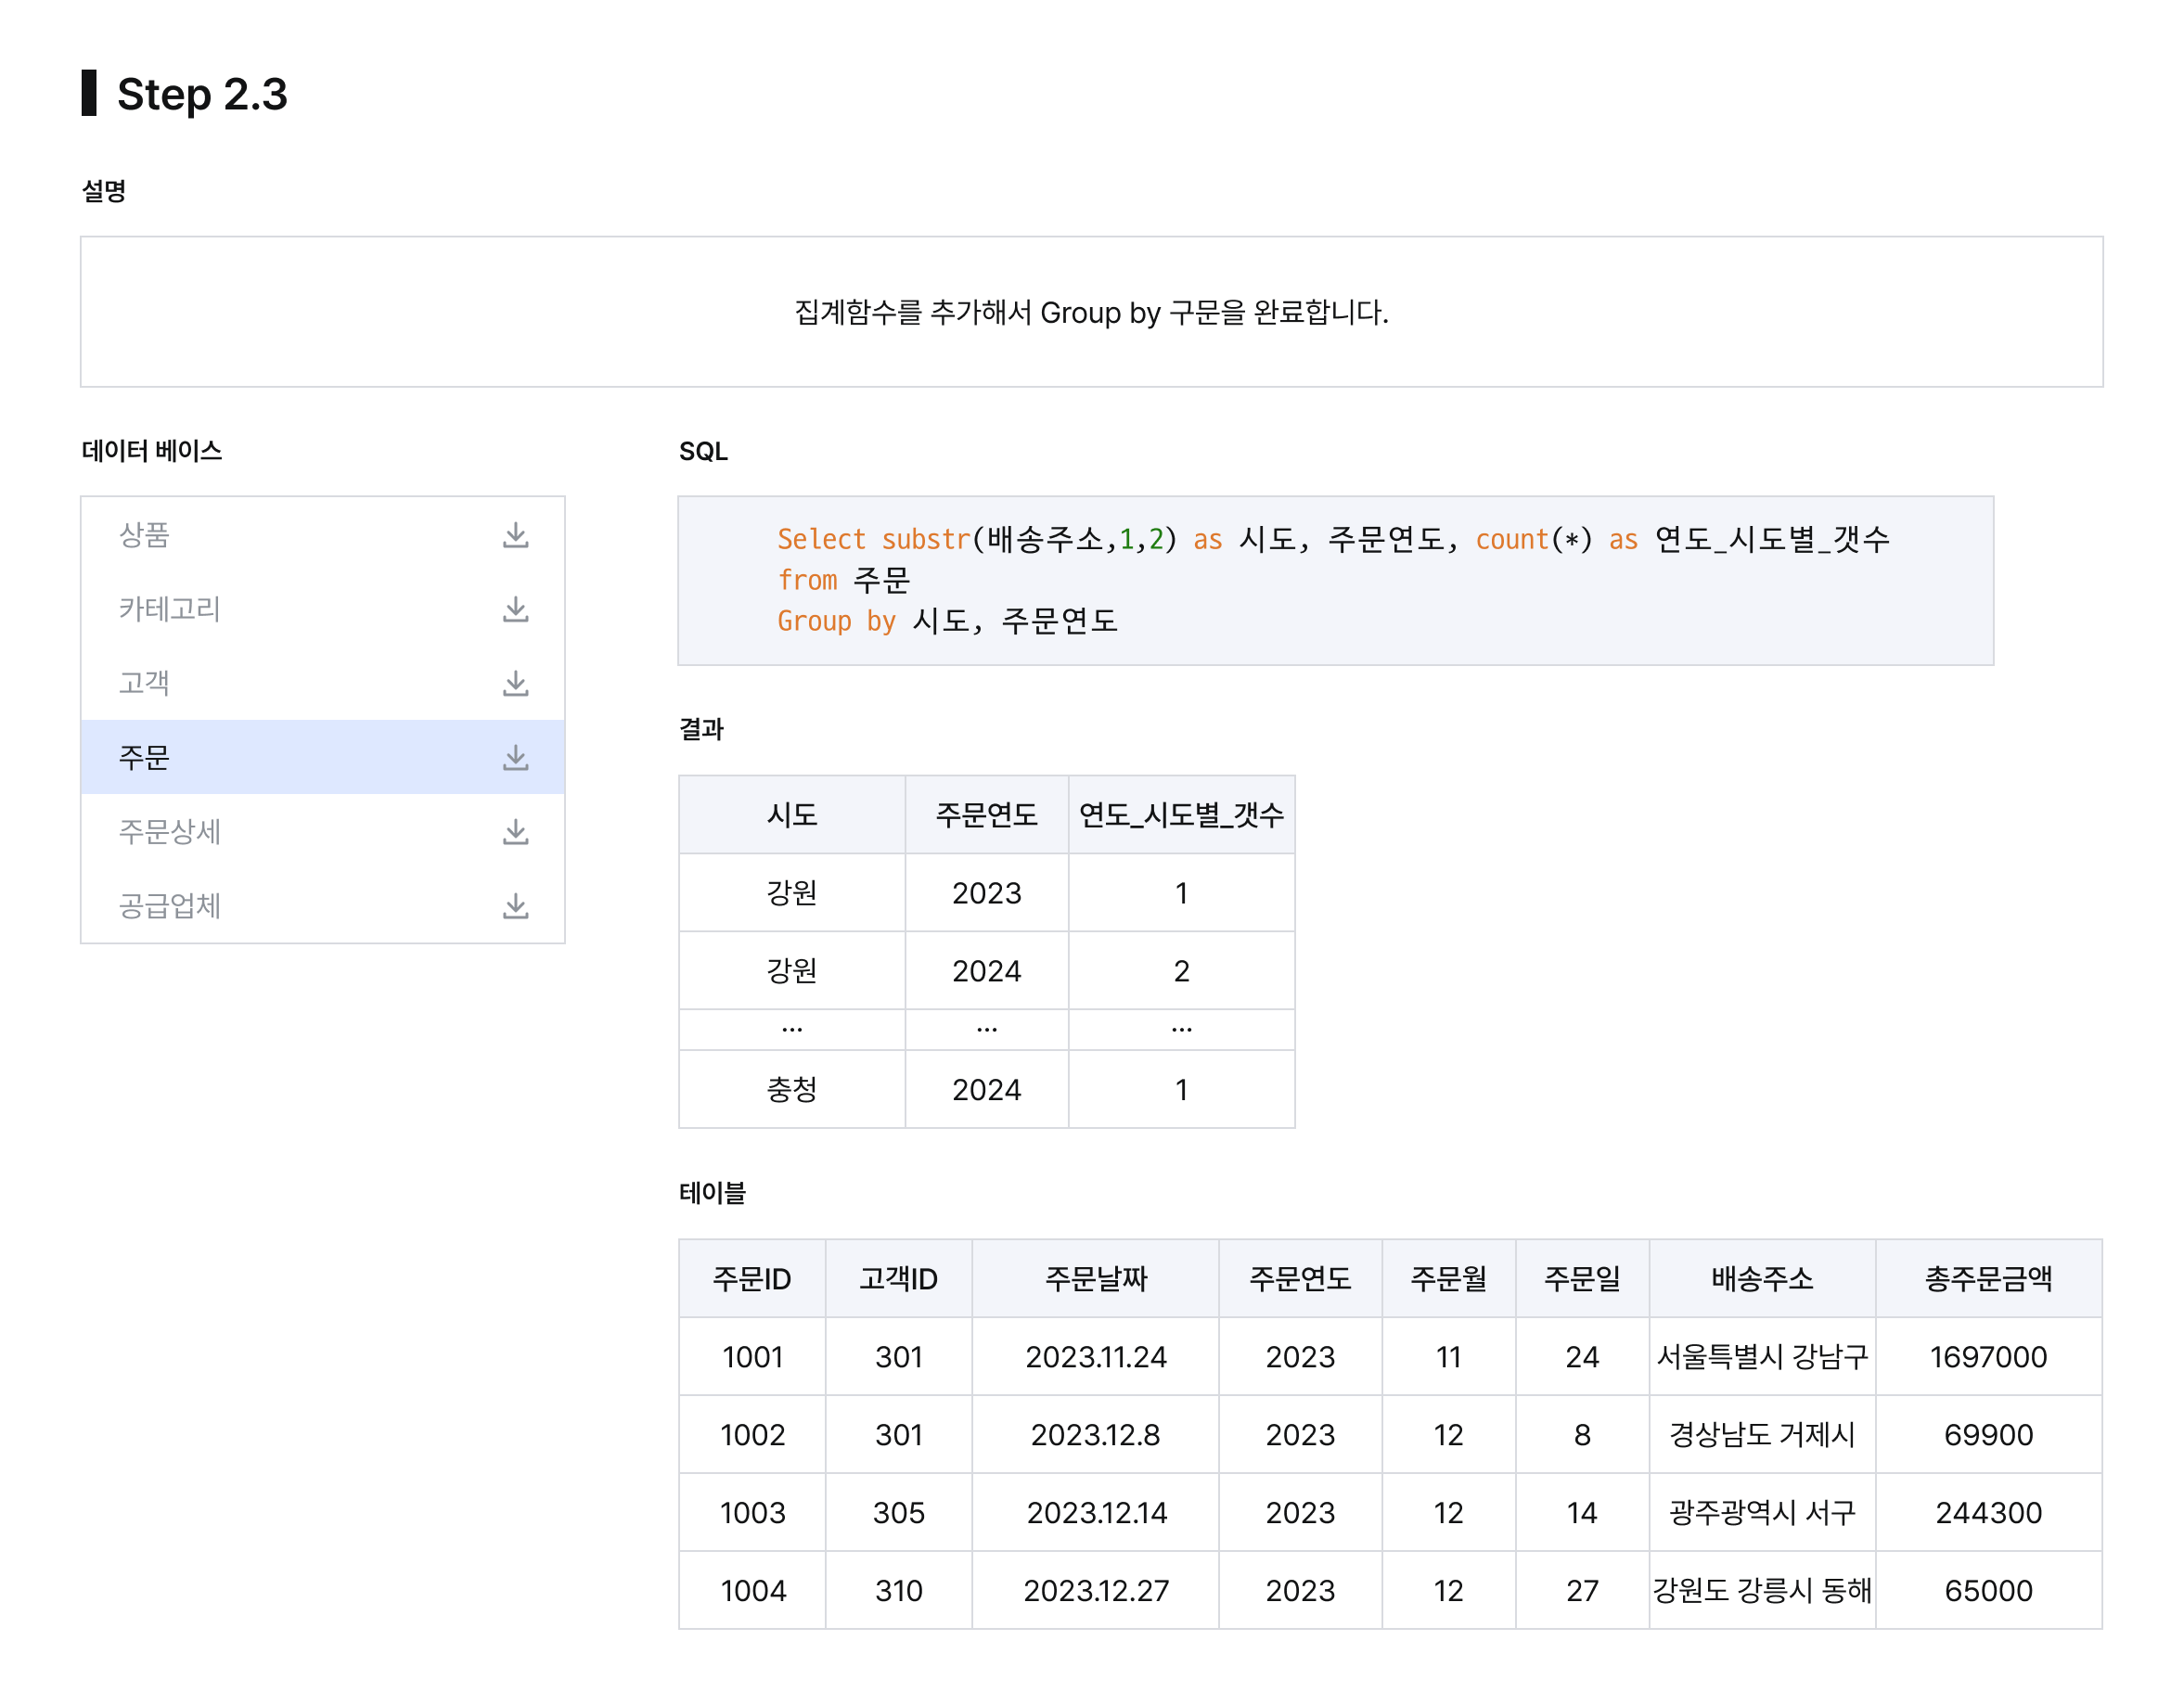 Step 2.3
설명
집계함수를 추가해서 Group by 구문을 완료합니다.
데이터 베이스
상품
카테고리
고객
주문
주문상세
공급업체
SQL
Select substr(배송주소,1,2) as 시도, 주문연도, count(*) as 연도_시도별_갯수
from 주문
Group by 시도, 주문연도
결과
시도 주문연도 연도_시도별_갯수
강원 2023 1
강원 2024 2
... ... ...
충청 2024 1
테이블
주문ID 고객ID 주문날짜 주문연도 주문월 주문일 배송주소 총주문금액
1001 301 2023.11.24 2023 11 24 서울특별시 강남구 1697000
1002 301 2023.12.8 2023 12 8 경상남도 거제시 69900
1003 305 2023.12.14 2023 12 14 광주광역시 서구 244300
1004 310 2023.12.27 2023 12 27 강원도 강릉시 동해 65000